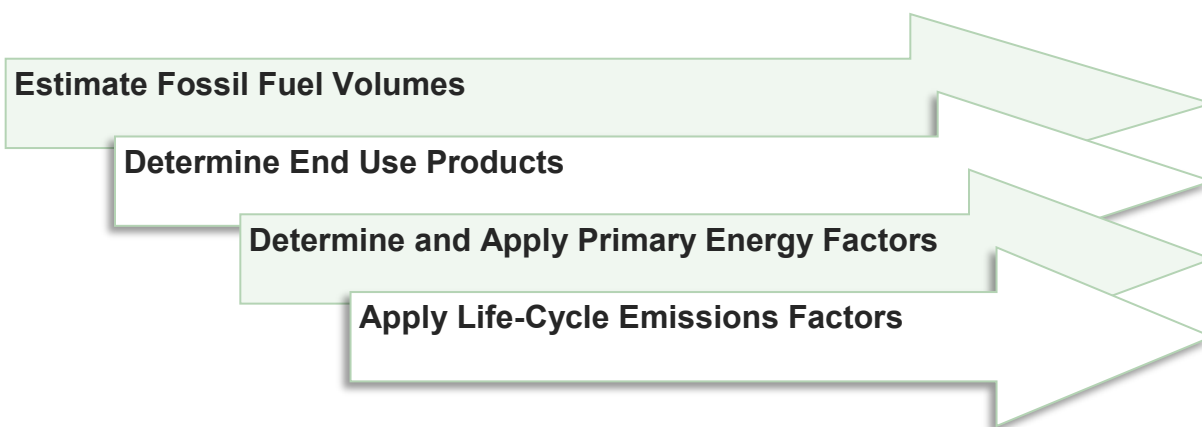 Estimate Fossil Fuel Volumes
Determine End Use Products
Determine and Apply Primary Energy Factors
Apply Life-Cycle Emissions Factors